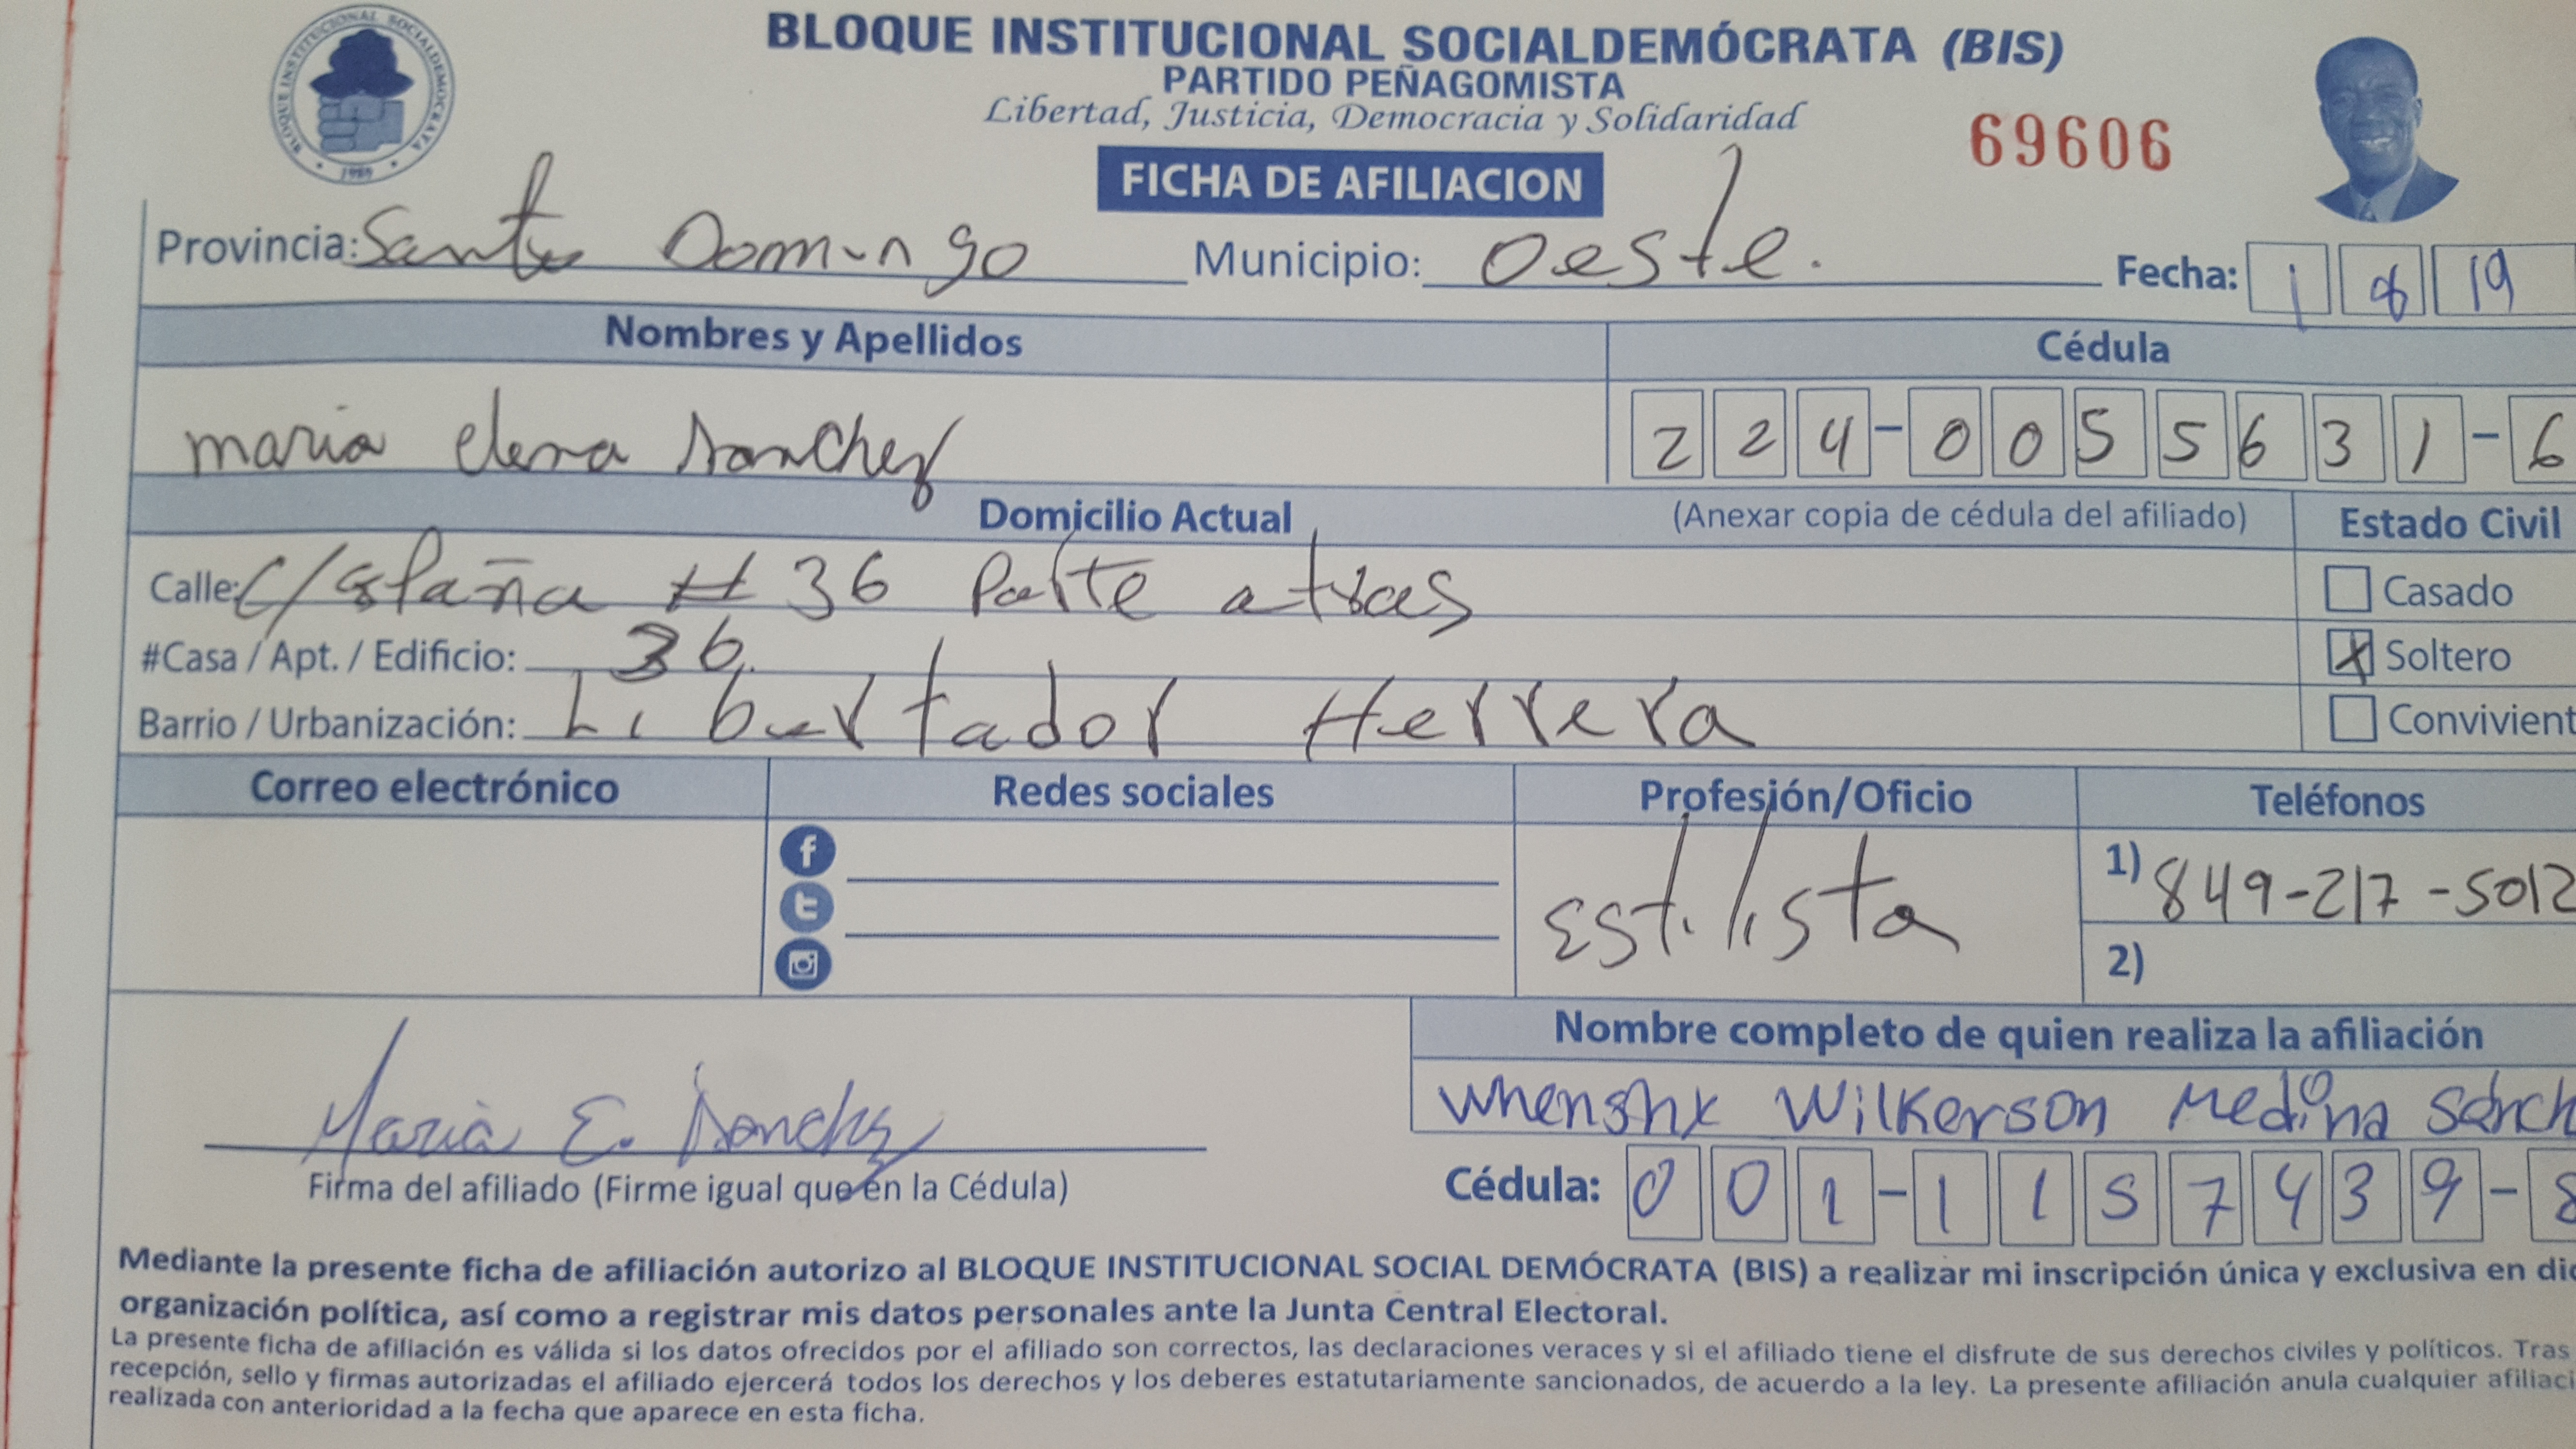 BLOQUE INSTITUCIONAL SOCIALDEMÓCRATA (BIS)
PARTIDO PEÑAGOMISTA
Libertad, Justicia, Democracia y Solidaridad
BLOQUE INSTITUCIONAL SOCIALDEMOCRATA
69606
FICHA DE AFILIACION
Provincia: Santo Domingo Municipio: Oeste. Fecha: 1 8 19
Nombres y Apellidos Cédula
maria elena Sanchez 224-0055631-6
Domicilio Actual (Anexar copia de cédula del afiliado) Estado Civil
Calle: C/ España # 36 Parte atras Casado
#Casa / Apt. / Edificio: 36. X Soltero
Barrio / Urbanización: Libertador Herrera Convivient
Correo electrónico Redes sociales Profesión/Oficio Teléfonos
Estilista
1) 849-217-5012
2)
Nombre completo de quien realiza la afiliación
Maria E. Sanchez Wilkerson Medina Sánch
Firma del afiliado (Firme igual que en la Cédula) Cédula: 001-1157439-8
Mediante la presente ficha de afiliación autorizo al BLOQUE INSTITUCIONAL SOCIAL DEMÓCRATA (BIS) a realizar mi inscripción única y exclusiva en dic
organización política, así como a registrar mis datos personales ante la Junta Central Electoral.
La presente ficha de afiliación es válida si los datos ofrecidos por el afiliado son correctos, las declaraciones veraces y si el afiliado tiene el disfrute de sus derechos civiles y políticos. Tras
recepción, sello y firmas autorizadas el afiliado ejercerá todos los derechos y los deberes estatutariamente sancionados, de acuerdo a la ley. La presente afiliación anula cualquier afiliaci
realizada con anterioridad a la fecha que aparece en esta ficha.